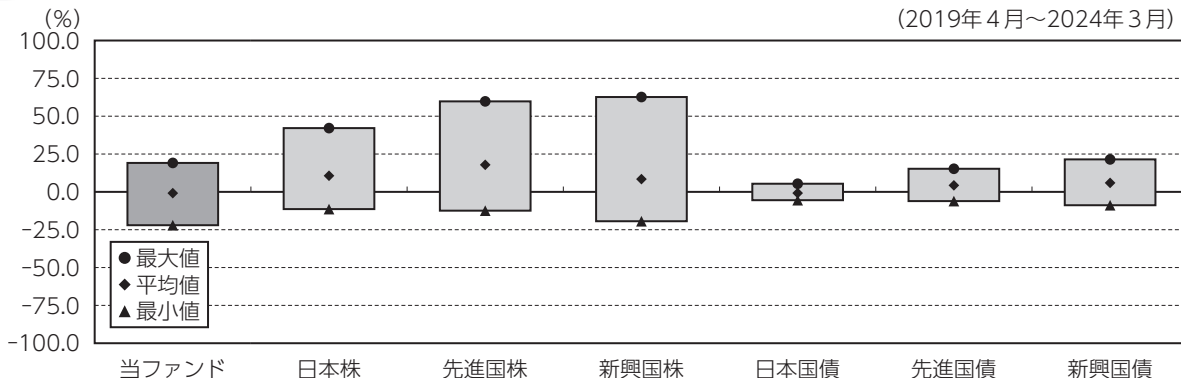 (%)
(2019年4月~2024年3月)
100.0
75.0
50.0
25.0
0.0
-25.0
-50.0
-75.0
-100.0
●最大値
◆平均値
▲最小値
当ファンド 日本株 先進国株 新興国株 日本国債 先進国債 新興国債